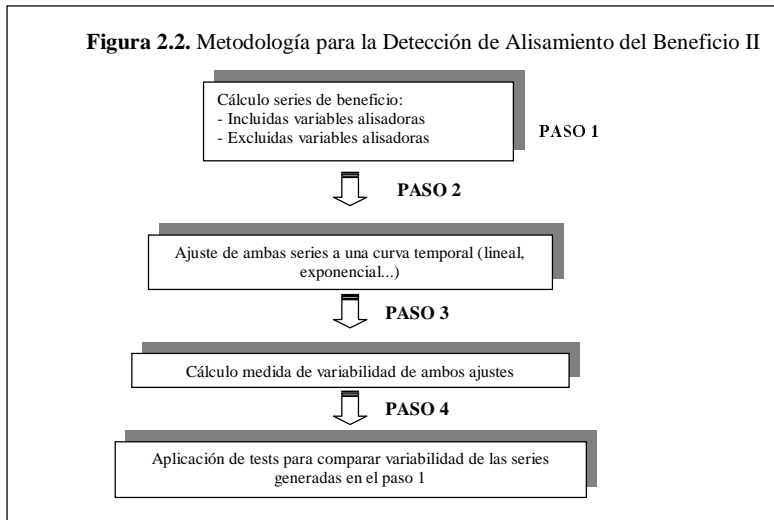 Figura 2.2. Metodología para la Detección de Alisamiento del Beneficio II
Cálculo series de beneficio:
- Incluidas variables alisadoras
- Excluidas variables alisadoras
PASO 1
PASO 2
Ajuste de ambas series a una curva temporal (lineal,
exponencial...)
PASO 3
Cálculo medida de variabilidad de ambos ajustes
PASO 4
Aplicación de tests para comparar variabilidad de las series
generadas en el paso 1